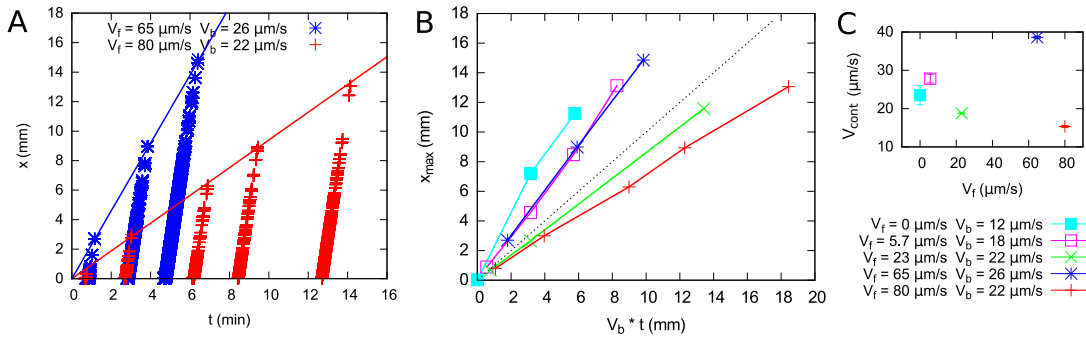 A
V_f = 65 µm/s V_b = 26 µm/s
V_f = 80 µm/s V_b = 22 µm/s
x (mm)
16
14
12
10
8
6
4
2
0
0 2 4 6 8 10 12 14 16
t (min)
B
x_max (mm)
18
16
14
12
10
8
6
4
2
0
0 2 4 6 8 10 12 14 16 18 20
V_b * t (mm)
C
V_cont (µm/s)
40
30
20
10
0 20 40 60 80
V_f (µm/s)
V_f = 0 µm/s V_b = 12 µm/s
V_f = 5.7 µm/s V_b = 18 µm/s
V_f = 23 µm/s V_b = 22 µm/s
V_f = 65 µm/s V_b = 26 µm/s
V_f = 80 µm/s V_b = 22 µm/s